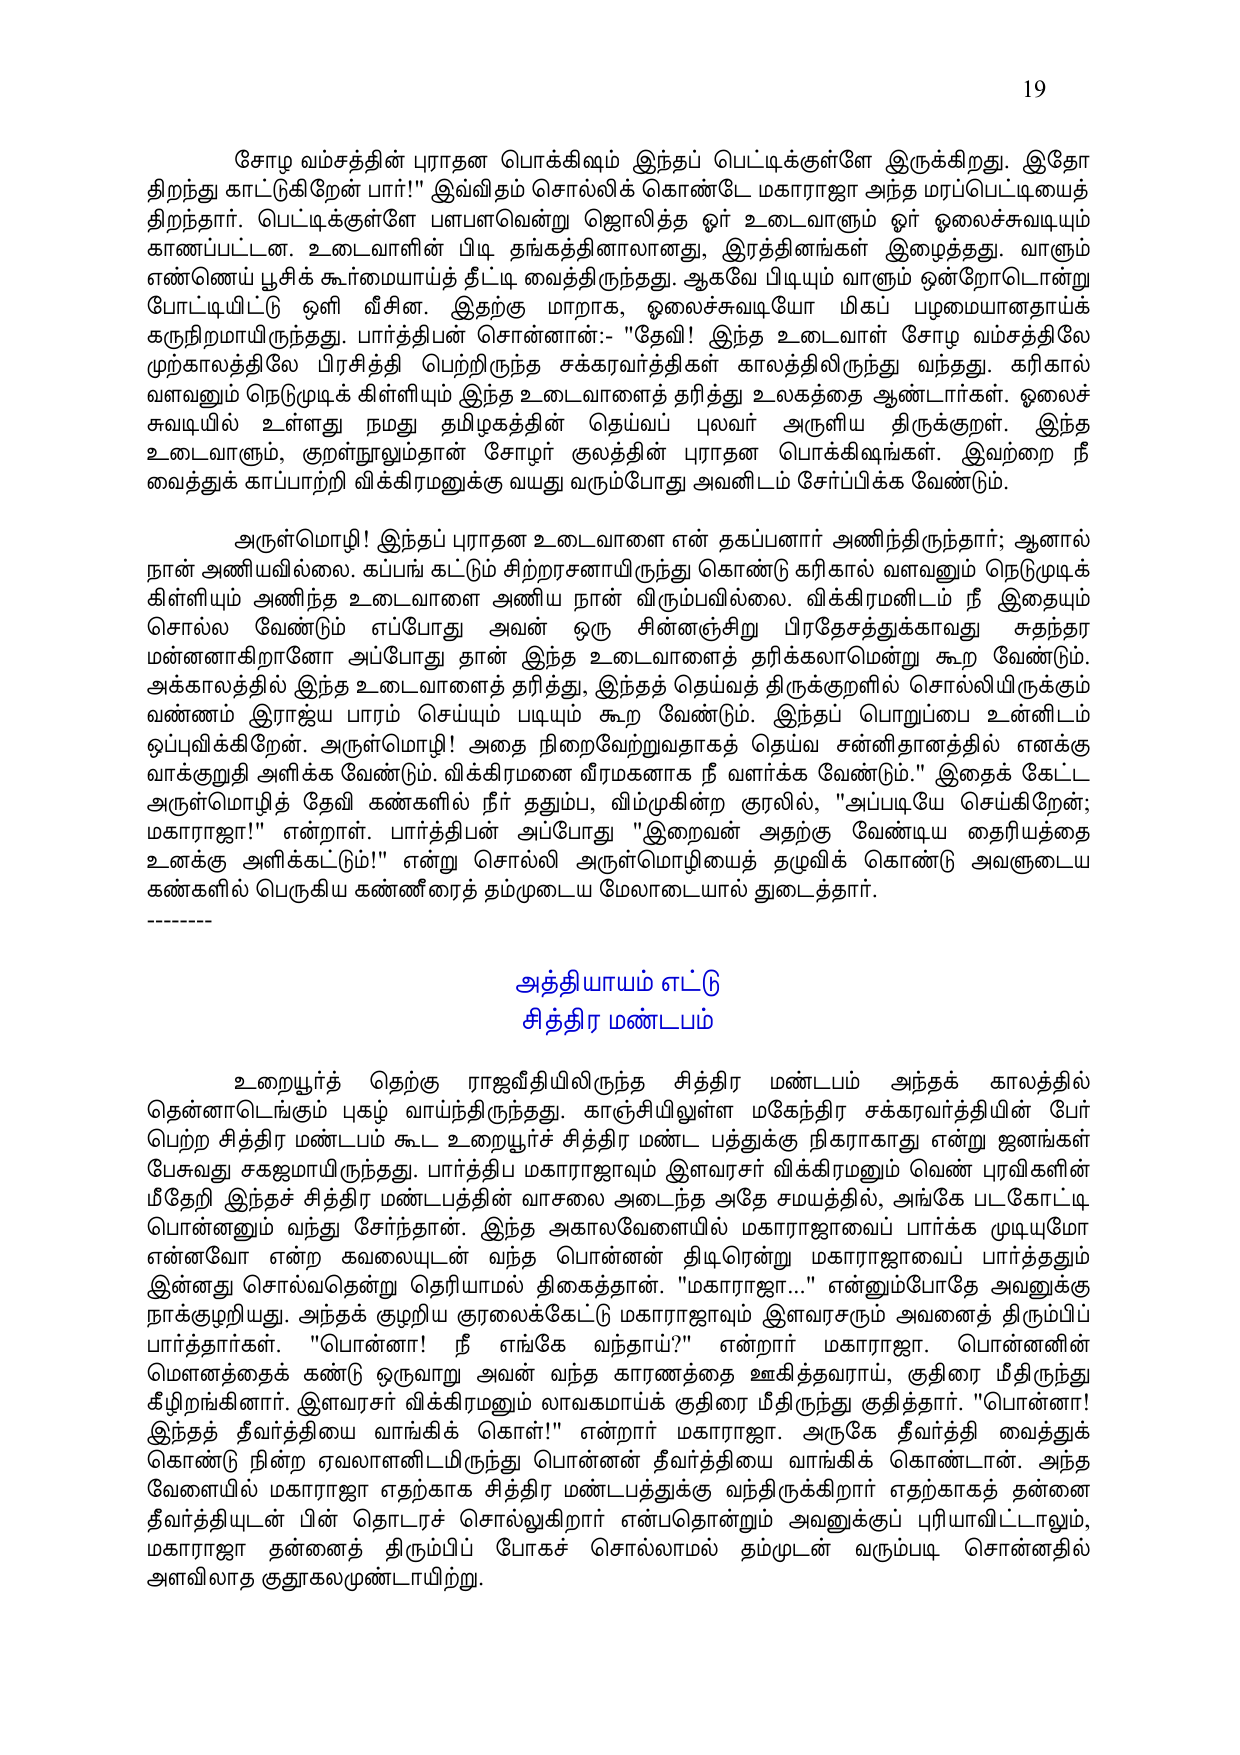 19
சோழ வம்சத்தின் புராதன பொக்கிஷம் இந்தப் பெட்டிக்குள்ளே இருக்கிறது. இதோ
திறந்து காட்டுகிறேன் பார்!" இவ்விதம் சொல்லிக் கொண்டே மகாராஜா அந்த மரப்பெட்டியைத்
திறந்தார். பெட்டிக்குள்ளே பளபளவென்று ஜொலித்த ஓர் உடைவாளும் ஓர் ஓலைச்சுவடியும்
காணப்பட்டன. உடைவாளின் பிடி தங்கத்தினாலானது, இரத்தினங்கள் இழைத்தது. வாளும்
எண்ணெய் பூசிக் கூர்மையாய்த் தீட்டி வைத்திருந்தது. ஆகவே பிடியும் வாளும் ஒன்றோடொன்று
போட்டியிட்டு ஒளி வீசின. இதற்கு மாறாக, ஓலைச்சுவடியோ மிகப் பழமையானதாய்க்
கருநிறமாயிருந்தது. பார்த்திபன் சொன்னான்:- "தேவி! இந்த உடைவாள் சோழ வம்சத்திலே
முற்காலத்திலே பிரசித்தி பெற்றிருந்த சக்கரவர்த்திகள் காலத்திலிருந்து வந்தது. கரிகால்
வளவனும் நெடுமுடிக் கிள்ளியும் இந்த உடைவாளைத் தரித்து உலகத்தை ஆண்டார்கள். ஓலைச்
சுவடியில் உள்ளது நமது தமிழகத்தின் தெய்வப் புலவர் அருளிய திருக்குறள். இந்த
உடைவாளும், குறள்நூலும்தான் சோழர் குலத்தின் புராதன பொக்கிஷங்கள். இவற்றை நீ
வைத்துக் காப்பாற்றி விக்கிரமனுக்கு வயது வரும்போது அவனிடம் சேர்ப்பிக்க வேண்டும்.
அருள்மொழி! இந்தப் புராதன உடைவாளை என் தகப்பனார் அணிந்திருந்தார்; ஆனால்
நான் அணியவில்லை. கப்பங் கட்டும் சிற்றரசனாயிருந்து கொண்டு கரிகால் வளவனும் நெடுமுடிக்
கிள்ளியும் அணிந்த உடைவாளை அணிய நான் விரும்பவில்லை. விக்கிரமனிடம் நீ இதையும்
சொல்ல வேண்டும் எப்போது அவன் ஒரு சின்னஞ்சிறு பிரதேசத்துக்காவது சுதந்தர
மன்னனாகிறானோ அப்போது தான் இந்த உடைவாளைத் தரிக்கலாமென்று கூற வேண்டும்.
அக்காலத்தில் இந்த உடைவாளைத் தரித்து, இந்தத் தெய்வத் திருக்குறளில் சொல்லியிருக்கும்
வண்ணம் இராஜ்ய பாரம் செய்யும் படியும் கூற வேண்டும். இந்தப் பொறுப்பை உன்னிடம்
ஒப்புவிக்கிறேன். அருள்மொழி! அதை நிறைவேற்றுவதாகத் தெய்வ சன்னிதானத்தில் எனக்கு
வாக்குறுதி அளிக்க வேண்டும். விக்கிரமனை வீரமகனாக நீ வளர்க்க வேண்டும்." இதைக் கேட்ட
அருள்மொழித் தேவி கண்களில் நீர் ததும்ப, விம்முகின்ற குரலில், "அப்படியே செய்கிறேன்;
மகாராஜா!" என்றாள். பார்த்திபன் அப்போது "இறைவன் அதற்கு வேண்டிய தைரியத்தை
உனக்கு அளிக்கட்டும்!" என்று சொல்லி அருள்மொழியைத் தழுவிக் கொண்டு அவளுடைய
கண்களில் பெருகிய கண்ணீரைத் தம்முடைய மேலாடையால் துடைத்தார்.
--------
அத்தியாயம் எட்டு
சித்திர மண்டபம்
உறையூர்த் தெற்கு ராஜவீதியிலிருந்த சித்திர மண்டபம் அந்தக் காலத்தில்
தென்னாடெங்கும் புகழ் வாய்ந்திருந்தது. காஞ்சியிலுள்ள மகேந்திர சக்கரவர்த்தியின் பேர்
பெற்ற சித்திர மண்டபம் கூட உறையூர்ச் சித்திர மண்ட பத்துக்கு நிகராகாது என்று ஜனங்கள்
பேசுவது சகஜமாயிருந்தது. பார்த்திப மகாராஜாவும் இளவரசர் விக்கிரமனும் வெண் புரவிகளின்
மீதேறி இந்தச் சித்திர மண்டபத்தின் வாசலை அடைந்த அதே சமயத்தில், அங்கே படகோட்டி
பொன்னனும் வந்து சேர்ந்தான். இந்த அகாலவேளையில் மகாராஜாவைப் பார்க்க முடியுமோ
என்னவோ என்ற கவலையுடன் வந்த பொன்னன் திடிரென்று மகாராஜாவைப் பார்த்ததும்
இன்னது சொல்வதென்று தெரியாமல் திகைத்தான். "மகாராஜா..." என்னும்போதே அவனுக்கு
நாக்குழறியது. அந்தக் குழறிய குரலைக்கேட்டு மகாராஜாவும் இளவரசரும் அவனைத் திரும்பிப்
பார்த்தார்கள். "பொன்னா! நீ எங்கே வந்தாய்?" என்றார் மகாராஜா. பொன்னனின்
மௌனத்தைக் கண்டு ஒருவாறு அவன் வந்த காரணத்தை ஊகித்தவராய், குதிரை மீதிருந்து
கீழிறங்கினார். இளவரசர் விக்கிரமனும் லாவகமாய்க் குதிரை மீதிருந்து குதித்தார். "பொன்னா!
இந்தத் தீவர்த்தியை வாங்கிக் கொள்!" என்றார் மகாராஜா. அருகே தீவர்த்தி வைத்துக்
கொண்டு நின்ற ஏவலாளனிடமிருந்து பொன்னன் தீவர்த்தியை வாங்கிக் கொண்டான். அந்த
வேளையில் மகாராஜா எதற்காக சித்திர மண்டபத்துக்கு வந்திருக்கிறார் எதற்காகத் தன்னை
தீவர்த்தியுடன் பின் தொடரச் சொல்லுகிறார் என்பதொன்றும் அவனுக்குப் புரியாவிட்டாலும்,
மகாராஜா தன்னைத் திரும்பிப் போகச் சொல்லாமல் தம்முடன் வரும்படி சொன்னதில்
அளவிலாத குதூகலமுண்டாயிற்று.